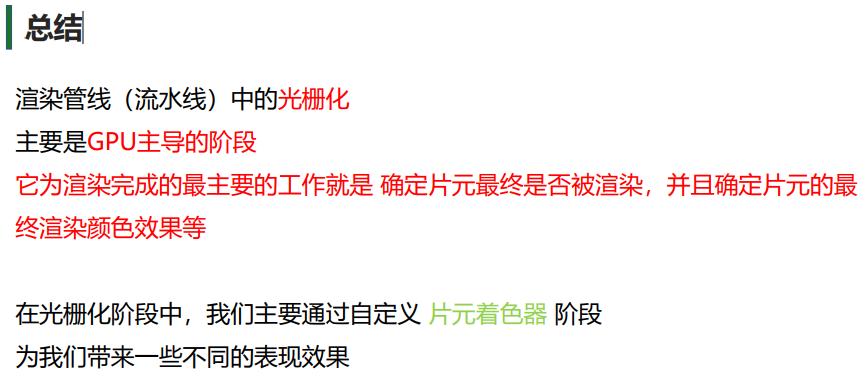 总结
渲染管线（流水线）中的光栅化
主要是GPU主导的阶段
它为渲染完成的最主要的工作就是 确定片元最终是否被渲染，并且确定片元的最
终渲染颜色效果等
在光栅化阶段中，我们主要通过自定义 片元着色器 阶段
为我们带来一些不同的表现效果